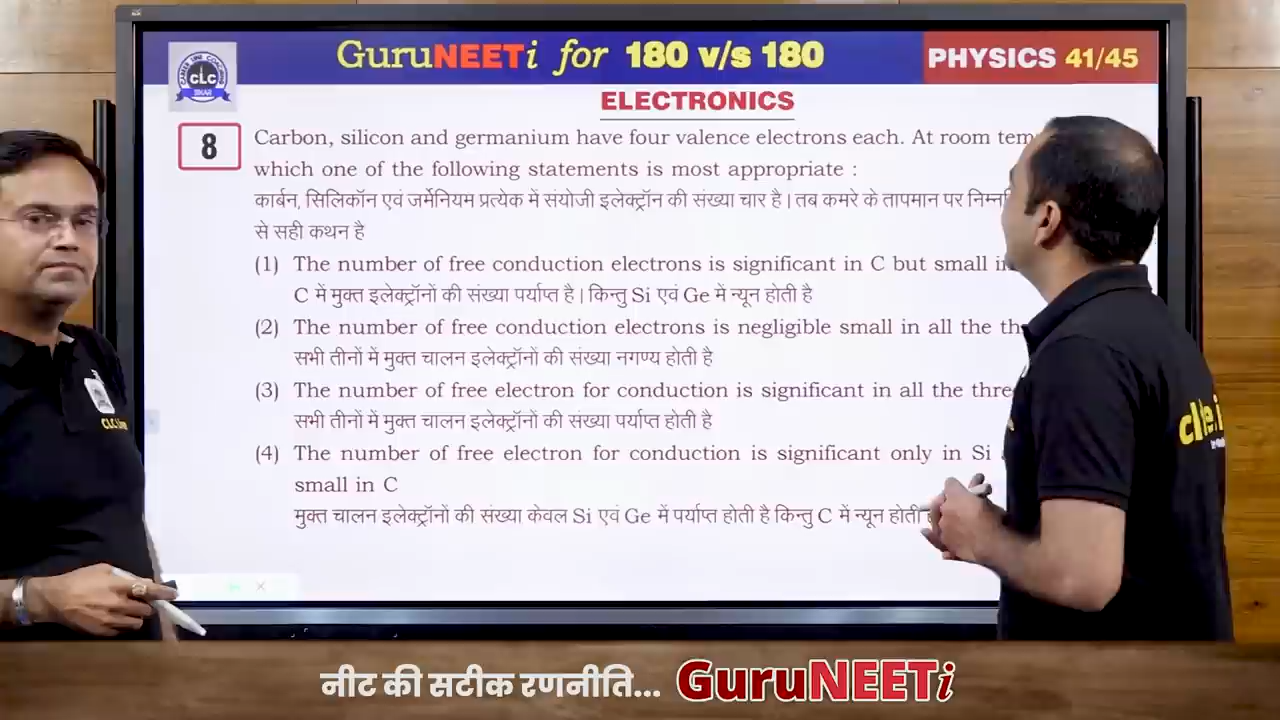 GuruNEETi for 180 v/s 180
PHYSICS 41/45
CLC
SIKAR
ELECTRONICS
8
Carbon, silicon and germanium have four valence electrons each. At room
which one of the following statements is most appropriate :
कार्बन, सिलिकॉन एवं जर्मेनियम प्रत्येक में संयोजी इलेक्ट्रॉन की संख्या चार है। तब कमरे के तापमान पर
से सही कथन है
(1) The number of free conduction electrons is significant in C but small
C में मुक्त इलेक्ट्रॉनों की संख्या पर्याप्त है। किन्तु Si एवं Ge में न्यून होती है
(2) The number of free conduction electrons is negligible small in all the
सभी तीनों में मुक्त चालन इलेक्ट्रॉनों की संख्या नगण्य होती है
(3) The number of free electron for conduction is significant in all the
सभी तीनों में मुक्त चालन इलेक्ट्रॉनों की संख्या पर्याप्त होती है
(4) The number of free electron for conduction is significant only in Si
small in C
मुक्त चालन इलेक्ट्रॉनों की संख्या केवल Si एवं Ge में पर्याप्त होती है किन्तु C में न्यून होती
नीट की सटीक रणनीति... GuruNEETi